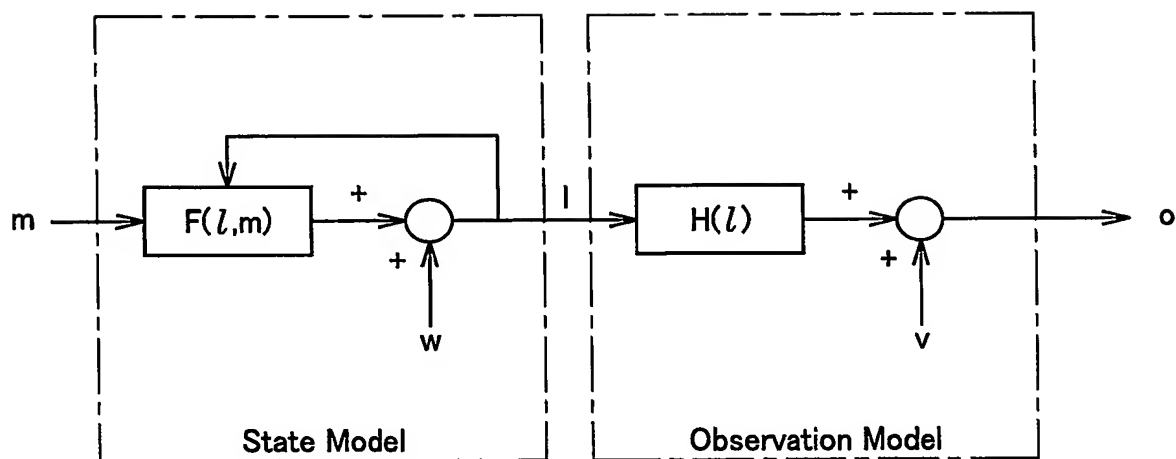 m
F(l,m)
+
+
w
l
H(l)
+
+
v
o
State Model
Observation Model